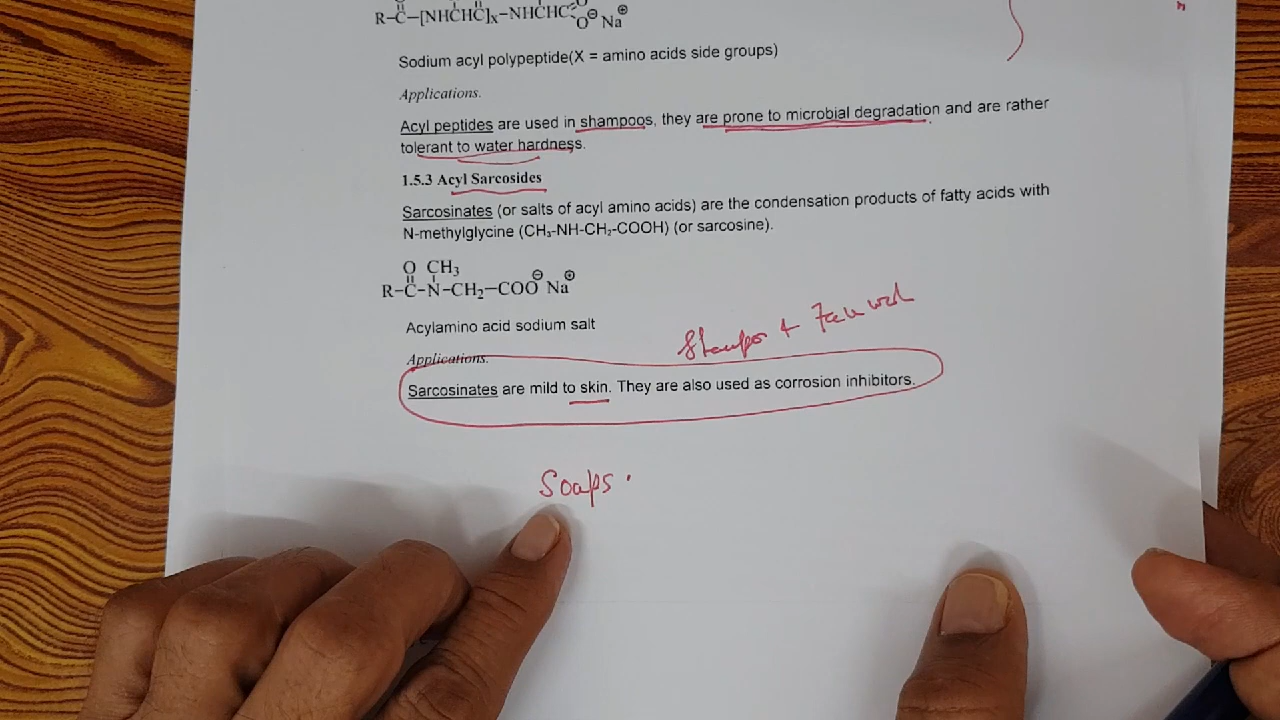 R–C–[NHCHC]x–NHCHC O⊖ Na⊕
Sodium acyl polypeptide(X = amino acids side groups)
Applications.
Acyl peptides are used in shampoos, they are prone to microbial degradation and are rather
tolerant to water hardness.
1.5.3 Acyl Sarcosides
Sarcosinates (or salts of acyl amino acids) are the condensation products of fatty acids with
N-methylglycine (CH₃-NH-CH₂-COOH) (or sarcosine).
O CH₃
R–C–N–CH₂–COO⊖ Na⊕
Acylamino acid sodium salt
Shampoo + Face wash
Applications.
Sarcosinates are mild to skin. They are also used as corrosion inhibitors.
Soaps.